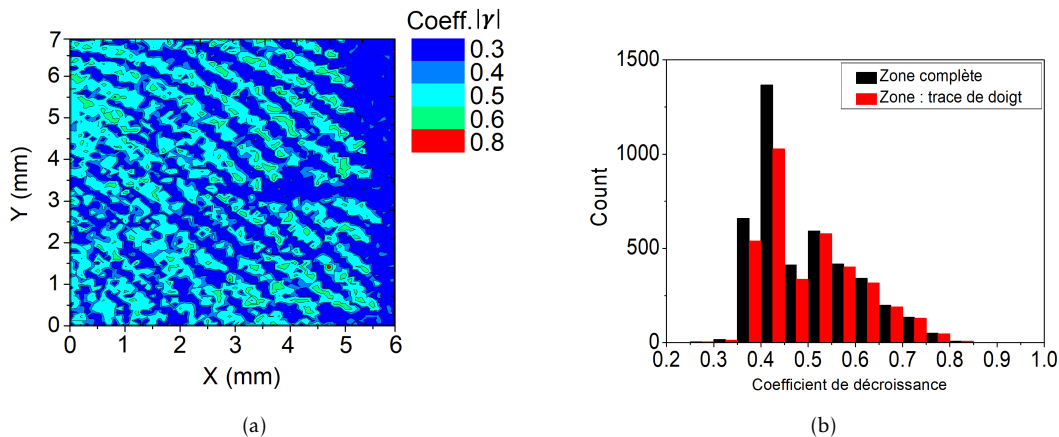 Coeff.|γ|
0.3
0.4
0.5
0.6
0.8
7
6
5
4
3
2
1
0
Y (mm)
0 1 2 3 4 5 6
X (mm)
(a)
1500
1000
500
0
Count
Zone complète
Zone : trace de doigt
0.2 0.3 0.4 0.5 0.6 0.7 0.8 0.9 1.0
Coefficient de décroissance
(b)